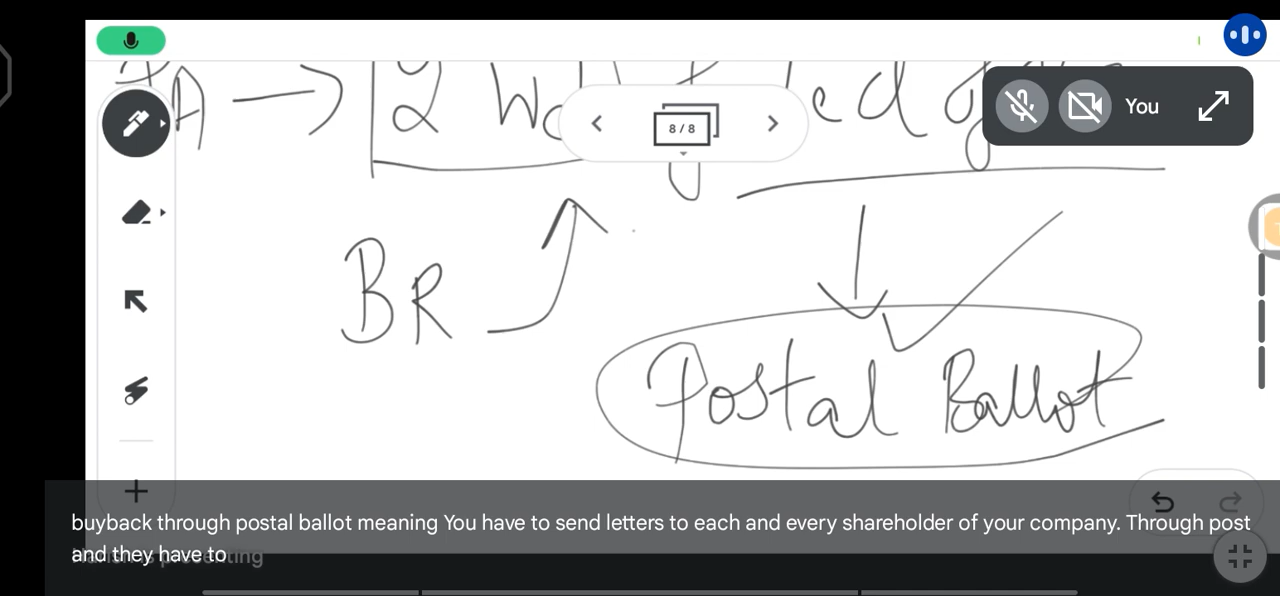 8 / 8
You
A → 2
BR
Postal Ballot
buyback through postal ballot meaning You have to send letters to each and every shareholder of your company. Through post
and they have to